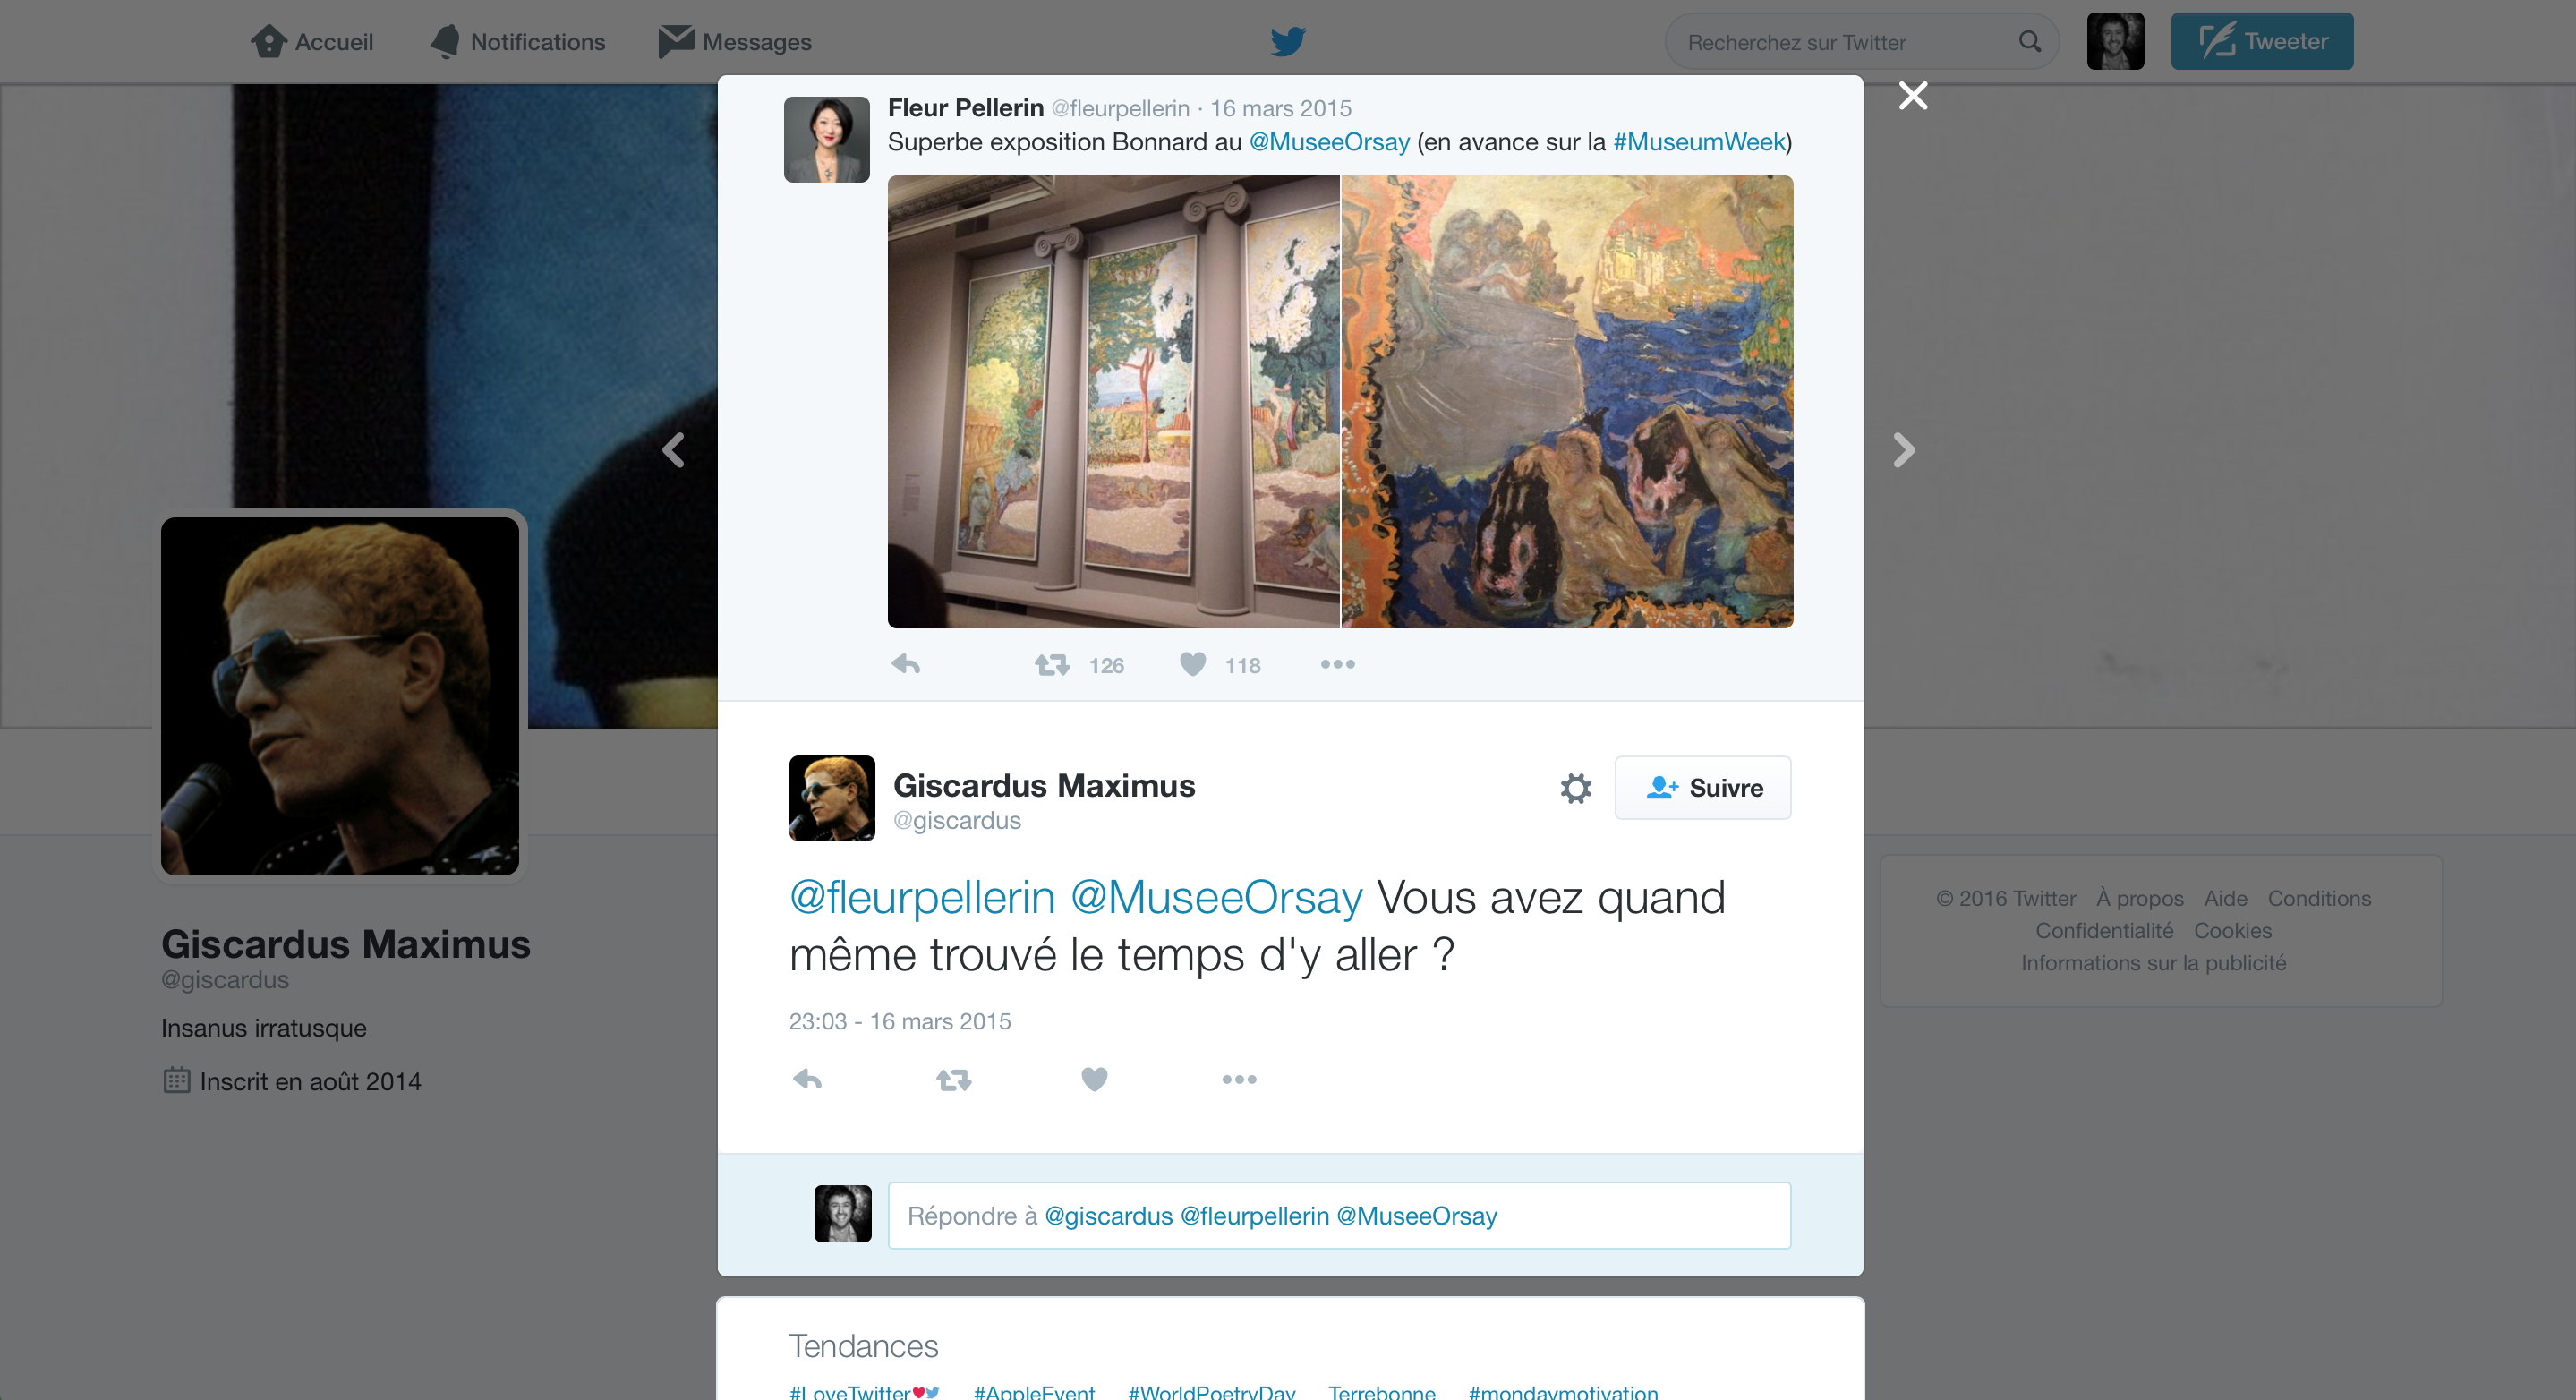 Accueil
Notifications
Messages
Recherchez sur Twitter
Tweeter
Fleur Pellerin @fleurpellerin · 16 mars 2015
Superbe exposition Bonnard au @MuseeOrsay (en avance sur la #MuseumWeek)
126
118
Giscardus Maximus
@giscardus
Suivre
@fleurpellerin @MuseeOrsay Vous avez quand
même trouvé le temps d'y aller ?
23:03 - 16 mars 2015
Répondre à @giscardus @fleurpellerin @MuseeOrsay
Tendances
#LoveTwitter #AppleEvent #WorldPoetryDay Terrebonne #mondaymotivation
Giscardus Maximus
@giscardus
Insanus irratusque
Inscrit en août 2014
© 2016 Twitter À propos Aide Conditions
Confidentialité Cookies
Informations sur la publicité